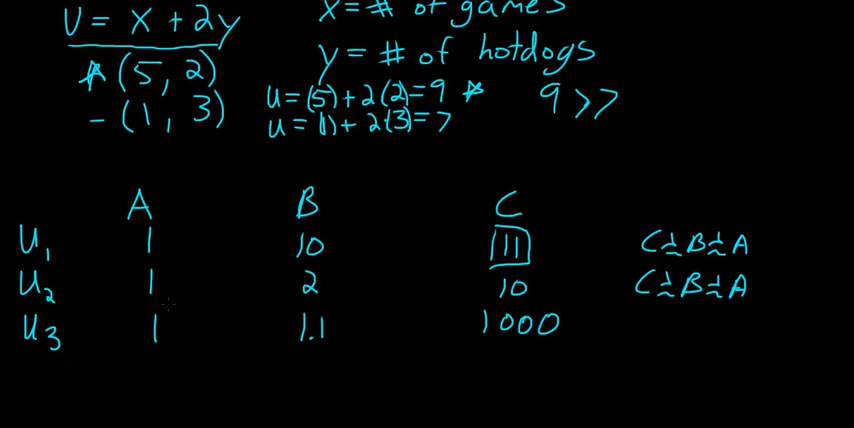 U = x + 2y
x = # of games
y = # of hotdogs
* (5, 2)
- (1, 3)
u = (5) + 2(2) = 9 *
u = (1) + 2(3) = 7
9 > 7
A B C
U₁ 1 10 11 C ≿ B ≿ A
U₂ 1 2 10 C ≿ B ≿ A
U₃ 1 1.1 1000